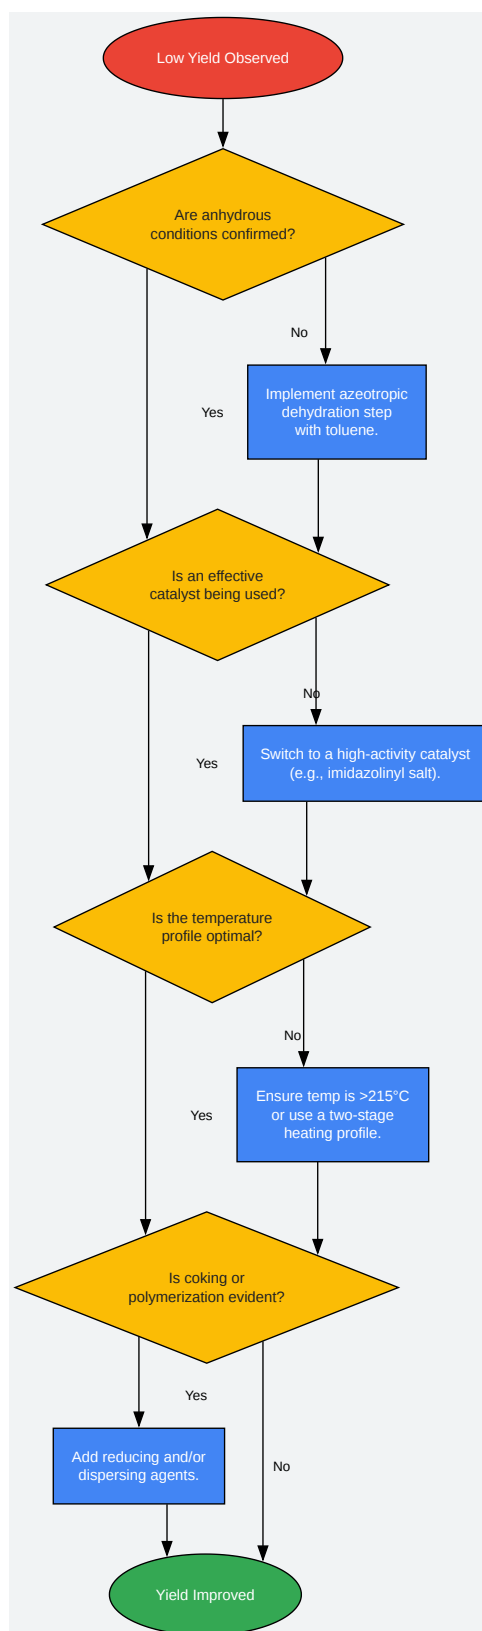 Low Yield Observed
Are anhydrous
conditions confirmed?
No
Implement azeotropic
dehydration step
with toluene.
Yes
Is an effective
catalyst being used?
No
Switch to a high-activity catalyst
(e.g., imidazolinyl salt).
Yes
Is the temperature
profile optimal?
No
Ensure temp is >215°C
or use a two-stage
heating profile.
Yes
Is coking or
polymerization evident?
Yes
Add reducing and/or
dispersing agents.
No
Yield Improved